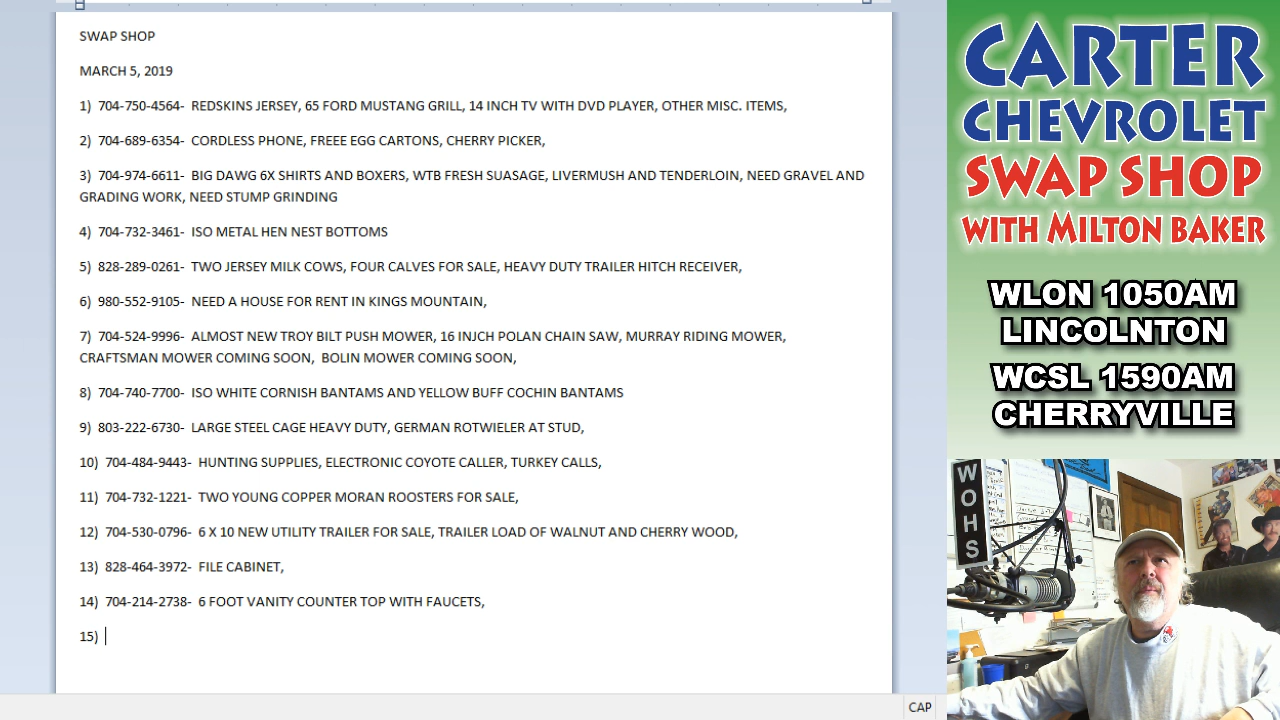 SWAP SHOP
MARCH 5, 2019
1) 704-750-4564- REDSKINS JERSEY, 65 FORD MUSTANG GRILL, 14 INCH TV WITH DVD PLAYER, OTHER MISC. ITEMS,
2) 704-689-6354- CORDLESS PHONE, FREEE EGG CARTONS, CHERRY PICKER,
3) 704-974-6611- BIG DAWG 6X SHIRTS AND BOXERS, WTB FRESH SUASAGE, LIVERMUSH AND TENDERLOIN, NEED GRAVEL AND
GRADING WORK, NEED STUMP GRINDING
4) 704-732-3461- ISO METAL HEN NEST BOTTOMS
5) 828-289-0261- TWO JERSEY MILK COWS, FOUR CALVES FOR SALE, HEAVY DUTY TRAILER HITCH RECEIVER,
6) 980-552-9105- NEED A HOUSE FOR RENT IN KINGS MOUNTAIN,
7) 704-524-9996- ALMOST NEW TROY BILT PUSH MOWER, 16 INJCH POLAN CHAIN SAW, MURRAY RIDING MOWER,
CRAFTSMAN MOWER COMING SOON, BOLIN MOWER COMING SOON,
8) 704-740-7700- ISO WHITE CORNISH BANTAMS AND YELLOW BUFF COCHIN BANTAMS
9) 803-222-6730- LARGE STEEL CAGE HEAVY DUTY, GERMAN ROTWIELER AT STUD,
10) 704-484-9443- HUNTING SUPPLIES, ELECTRONIC COYOTE CALLER, TURKEY CALLS,
11) 704-732-1221- TWO YOUNG COPPER MORAN ROOSTERS FOR SALE,
12) 704-530-0796- 6 X 10 NEW UTILITY TRAILER FOR SALE, TRAILER LOAD OF WALNUT AND CHERRY WOOD,
13) 828-464-3972- FILE CABINET,
14) 704-214-2738- 6 FOOT VANITY COUNTER TOP WITH FAUCETS,
15)
CAP
CARTER
CHEVROLET
SWAP SHOP
WITH MILTON BAKER
WLON 1050AM
LINCOLNTON
WCSL 1590AM
CHERRYVILLE
WOHS